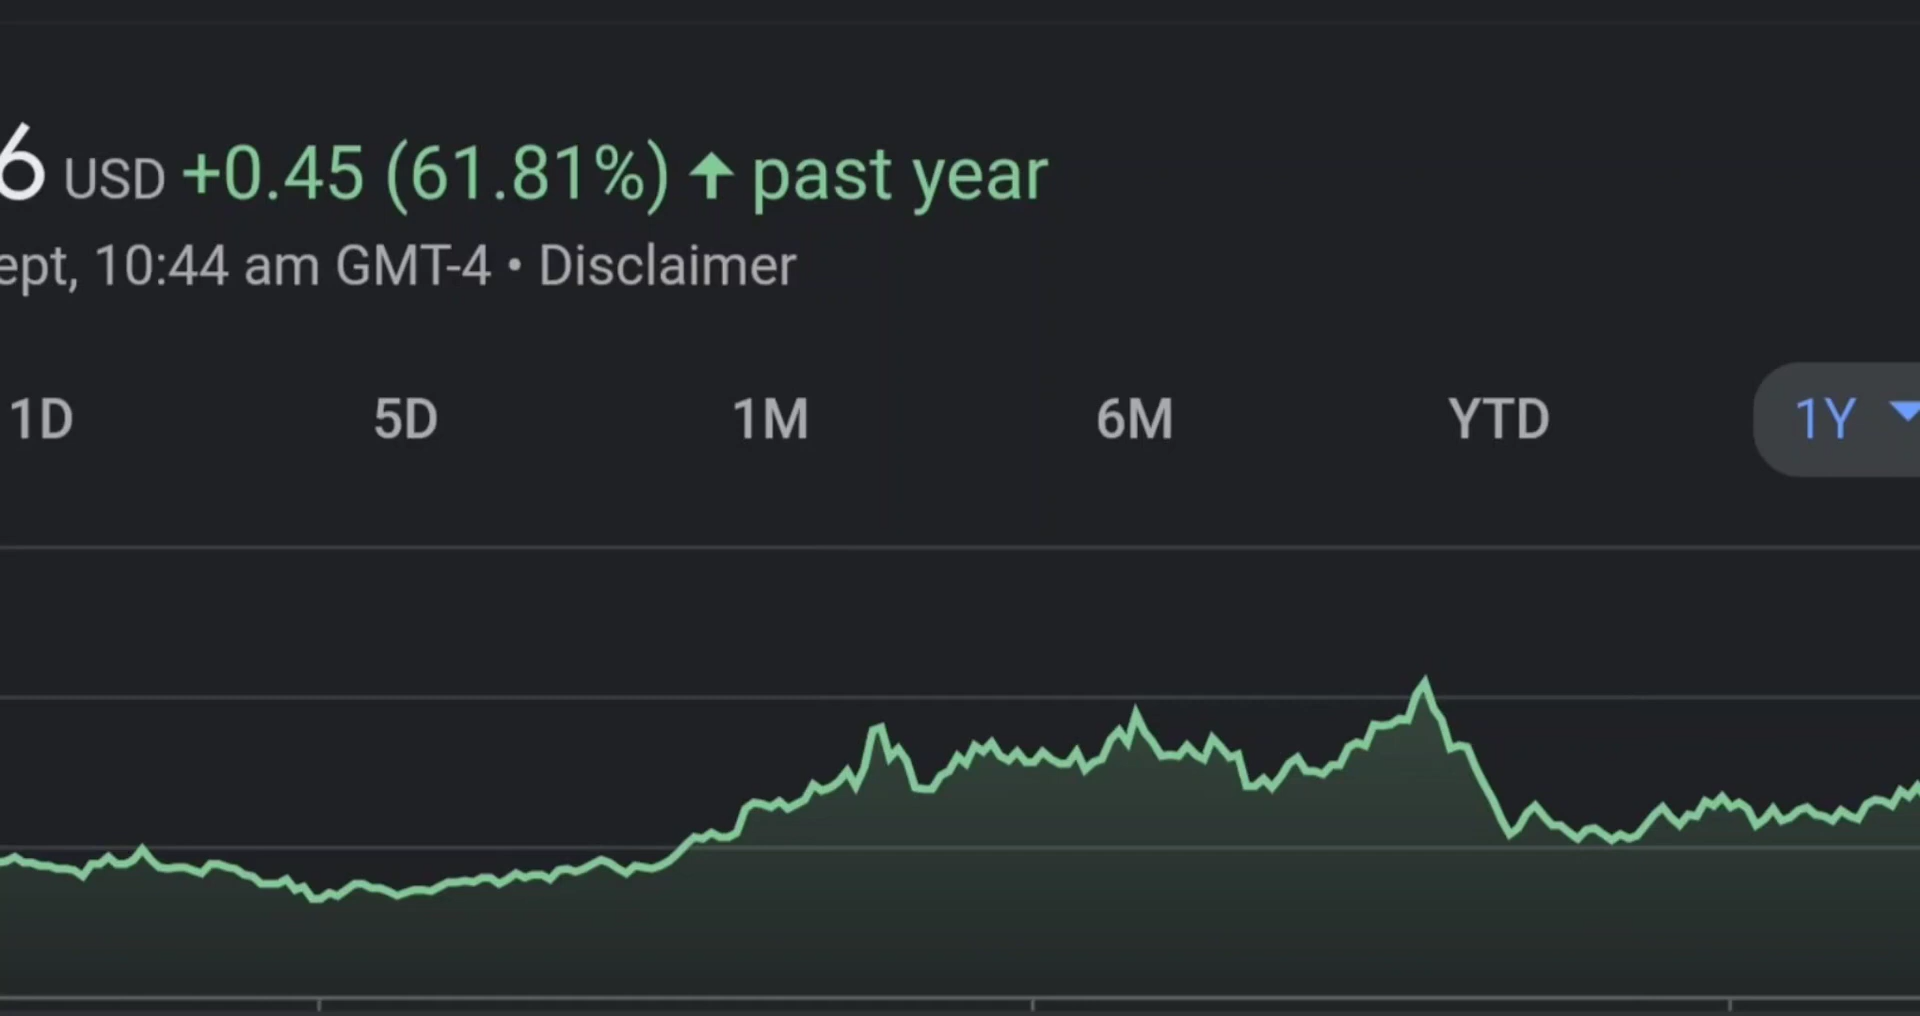 6 USD +0.45 (61.81%) ↑ past year
ept, 10:44 am GMT-4 • Disclaimer
1D 5D 1M 6M YTD 1Y